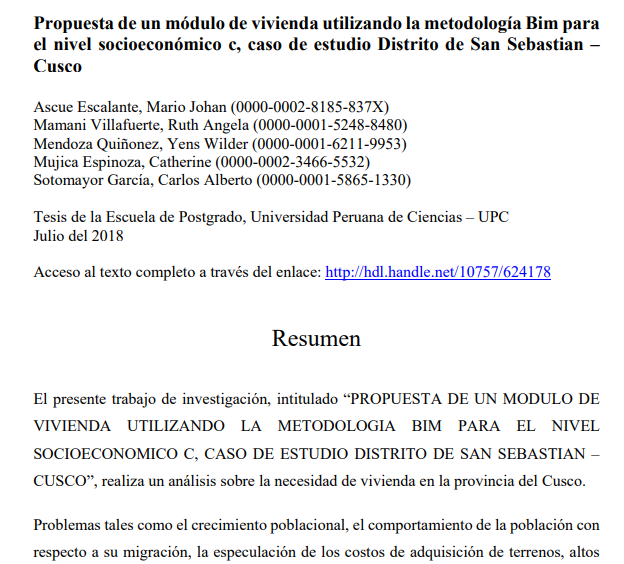 Propuesta de un módulo de vivienda utilizando la metodología Bim para
el nivel socioeconómico c, caso de estudio Distrito de San Sebastian –
Cusco
Ascue Escalante, Mario Johan (0000-0002-8185-837X)
Mamani Villafuerte, Ruth Angela (0000-0001-5248-8480)
Mendoza Quiñonez, Yens Wilder (0000-0001-6211-9953)
Mujica Espinoza, Catherine (0000-0002-3466-5532)
Sotomayor García, Carlos Alberto (0000-0001-5865-1330)
Tesis de la Escuela de Postgrado, Universidad Peruana de Ciencias – UPC
Julio del 2018
Acceso al texto completo a través del enlace: http://hdl.handle.net/10757/624178
Resumen
El presente trabajo de investigación, intitulado “PROPUESTA DE UN MODULO DE
VIVIENDA UTILIZANDO LA METODOLOGIA BIM PARA EL NIVEL
SOCIOECONOMICO C, CASO DE ESTUDIO DISTRITO DE SAN SEBASTIAN –
CUSCO”, realiza un análisis sobre la necesidad de vivienda en la provincia del Cusco.
Problemas tales como el crecimiento poblacional, el comportamiento de la población con
respecto a su migración, la especulación de los costos de adquisición de terrenos, altos